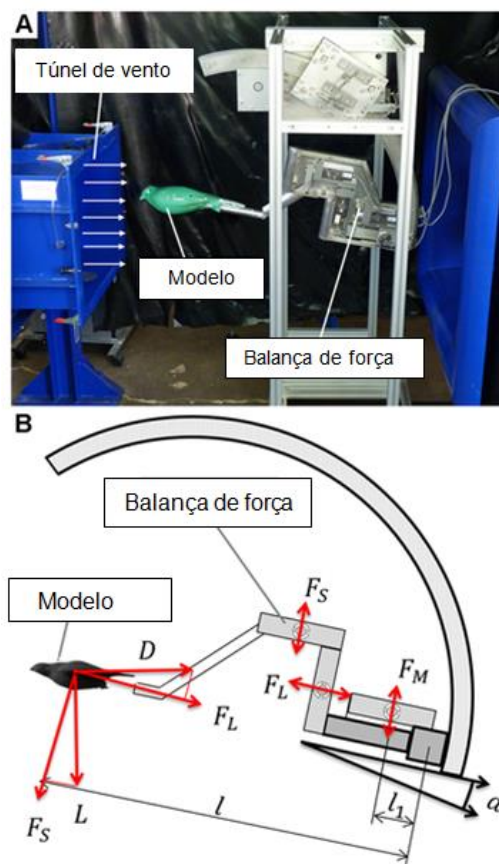 A
Túnel de vento
Modelo
Balança de força
B
Balança de força
Modelo
D
F_S
F_L
F_M
F_L
L
F_S
l
l_1
α